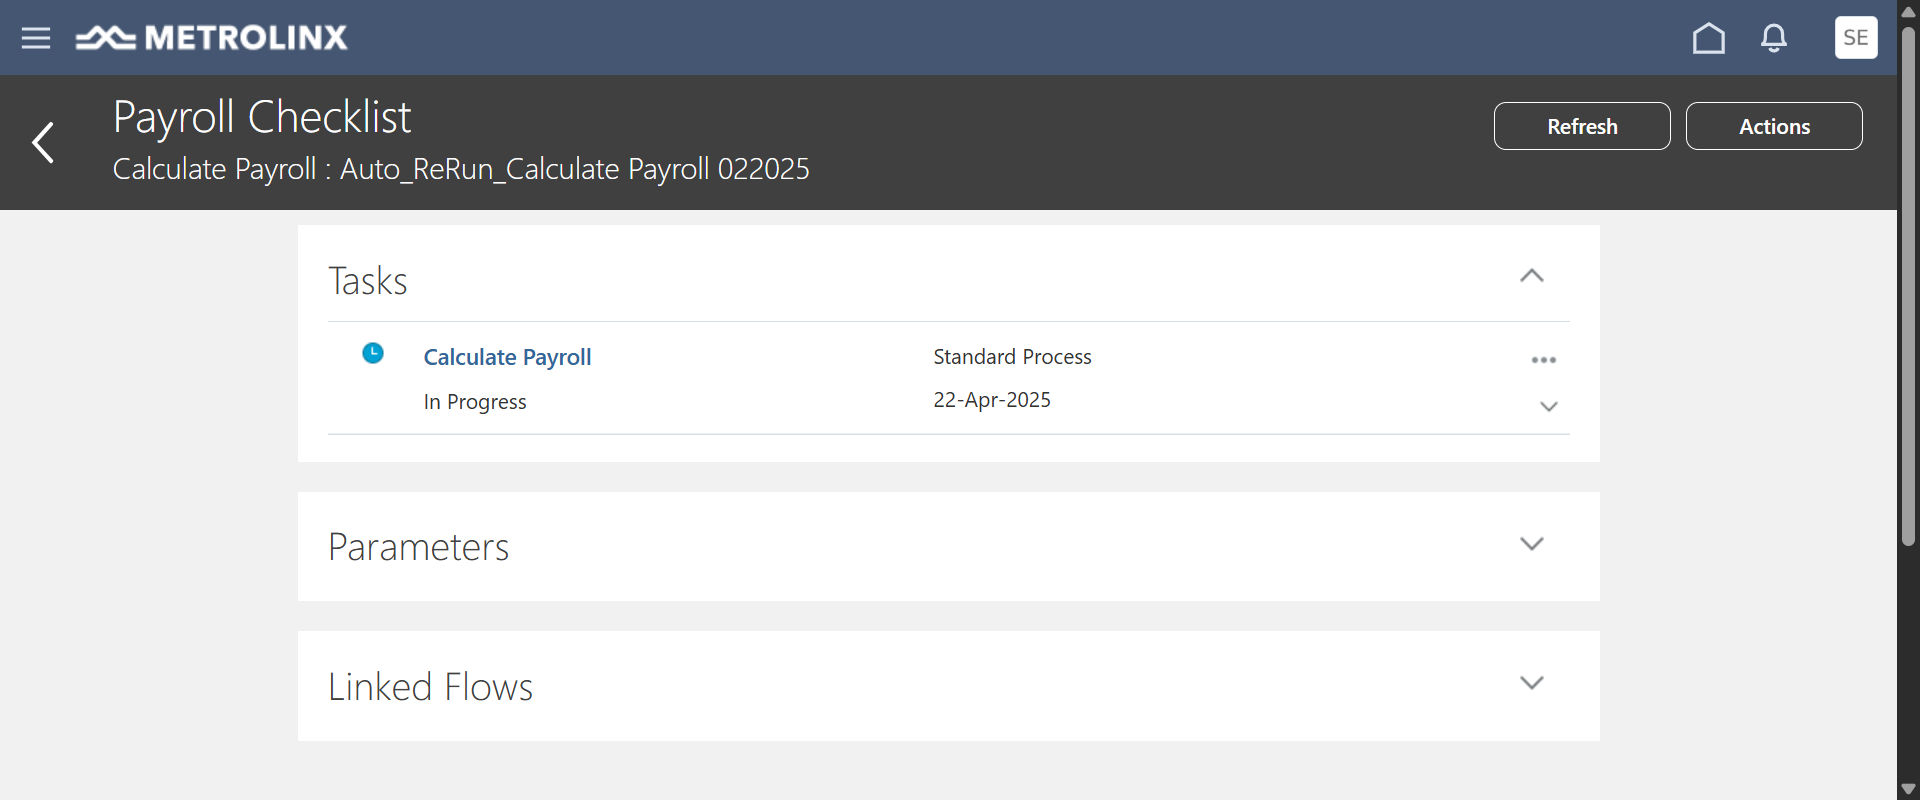 METROLINX
SE
Payroll Checklist
Calculate Payroll : Auto_ReRun_Calculate Payroll 022025
Refresh
Actions
Tasks
Calculate Payroll
Standard Process
In Progress
22-Apr-2025
Parameters
Linked Flows